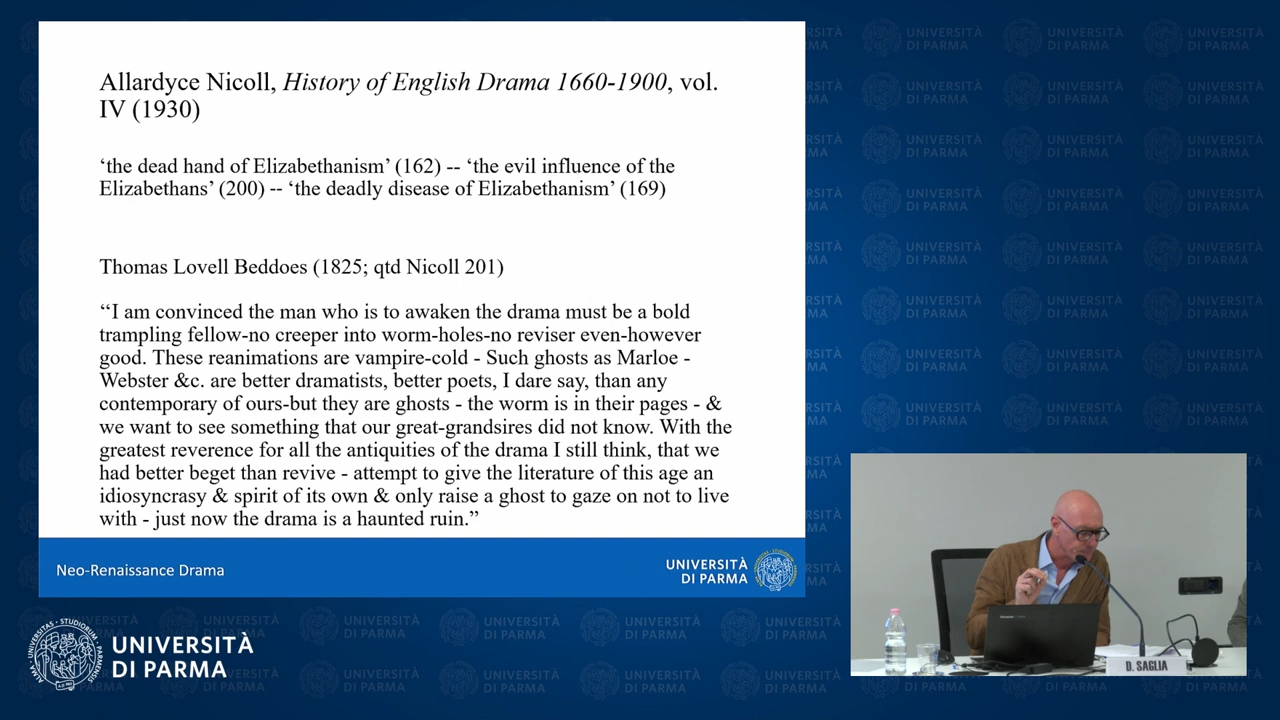 Allardyce Nicoll, History of English Drama 1660-1900, vol.
IV (1930)
‘the dead hand of Elizabethanism’ (162) -- ‘the evil influence of the
Elizabethans’ (200) -- ‘the deadly disease of Elizabethanism’ (169)
Thomas Lovell Beddoes (1825; qtd Nicoll 201)
“I am convinced the man who is to awaken the drama must be a bold
trampling fellow-no creeper into worm-holes-no reviser even-however
good. These reanimations are vampire-cold - Such ghosts as Marloe -
Webster &c. are better dramatists, better poets, I dare say, than any
contemporary of ours-but they are ghosts - the worm is in their pages - &
we want to see something that our great-grandsires did not know. With the
greatest reverence for all the antiquities of the drama I still think, that we
had better beget than revive - attempt to give the literature of this age an
idiosyncrasy & spirit of its own & only raise a ghost to gaze on not to live
with - just now the drama is a haunted ruin.”
Neo-Renaissance Drama
UNIVERSITÀ
DI PARMA
UNIVERSITÀ
DI PARMA
D. SAGLIA